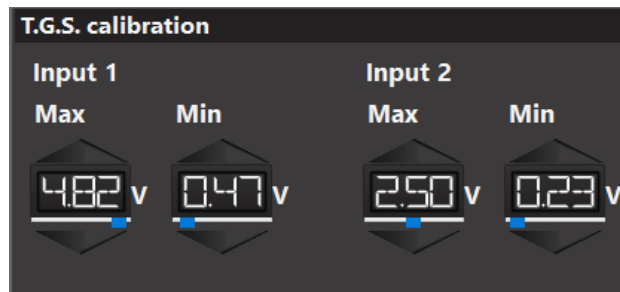 T.G.S. calibration
Input 1 Input 2
Max Min Max Min
4.82 V 0.47 V 2.50 V 0.23 V